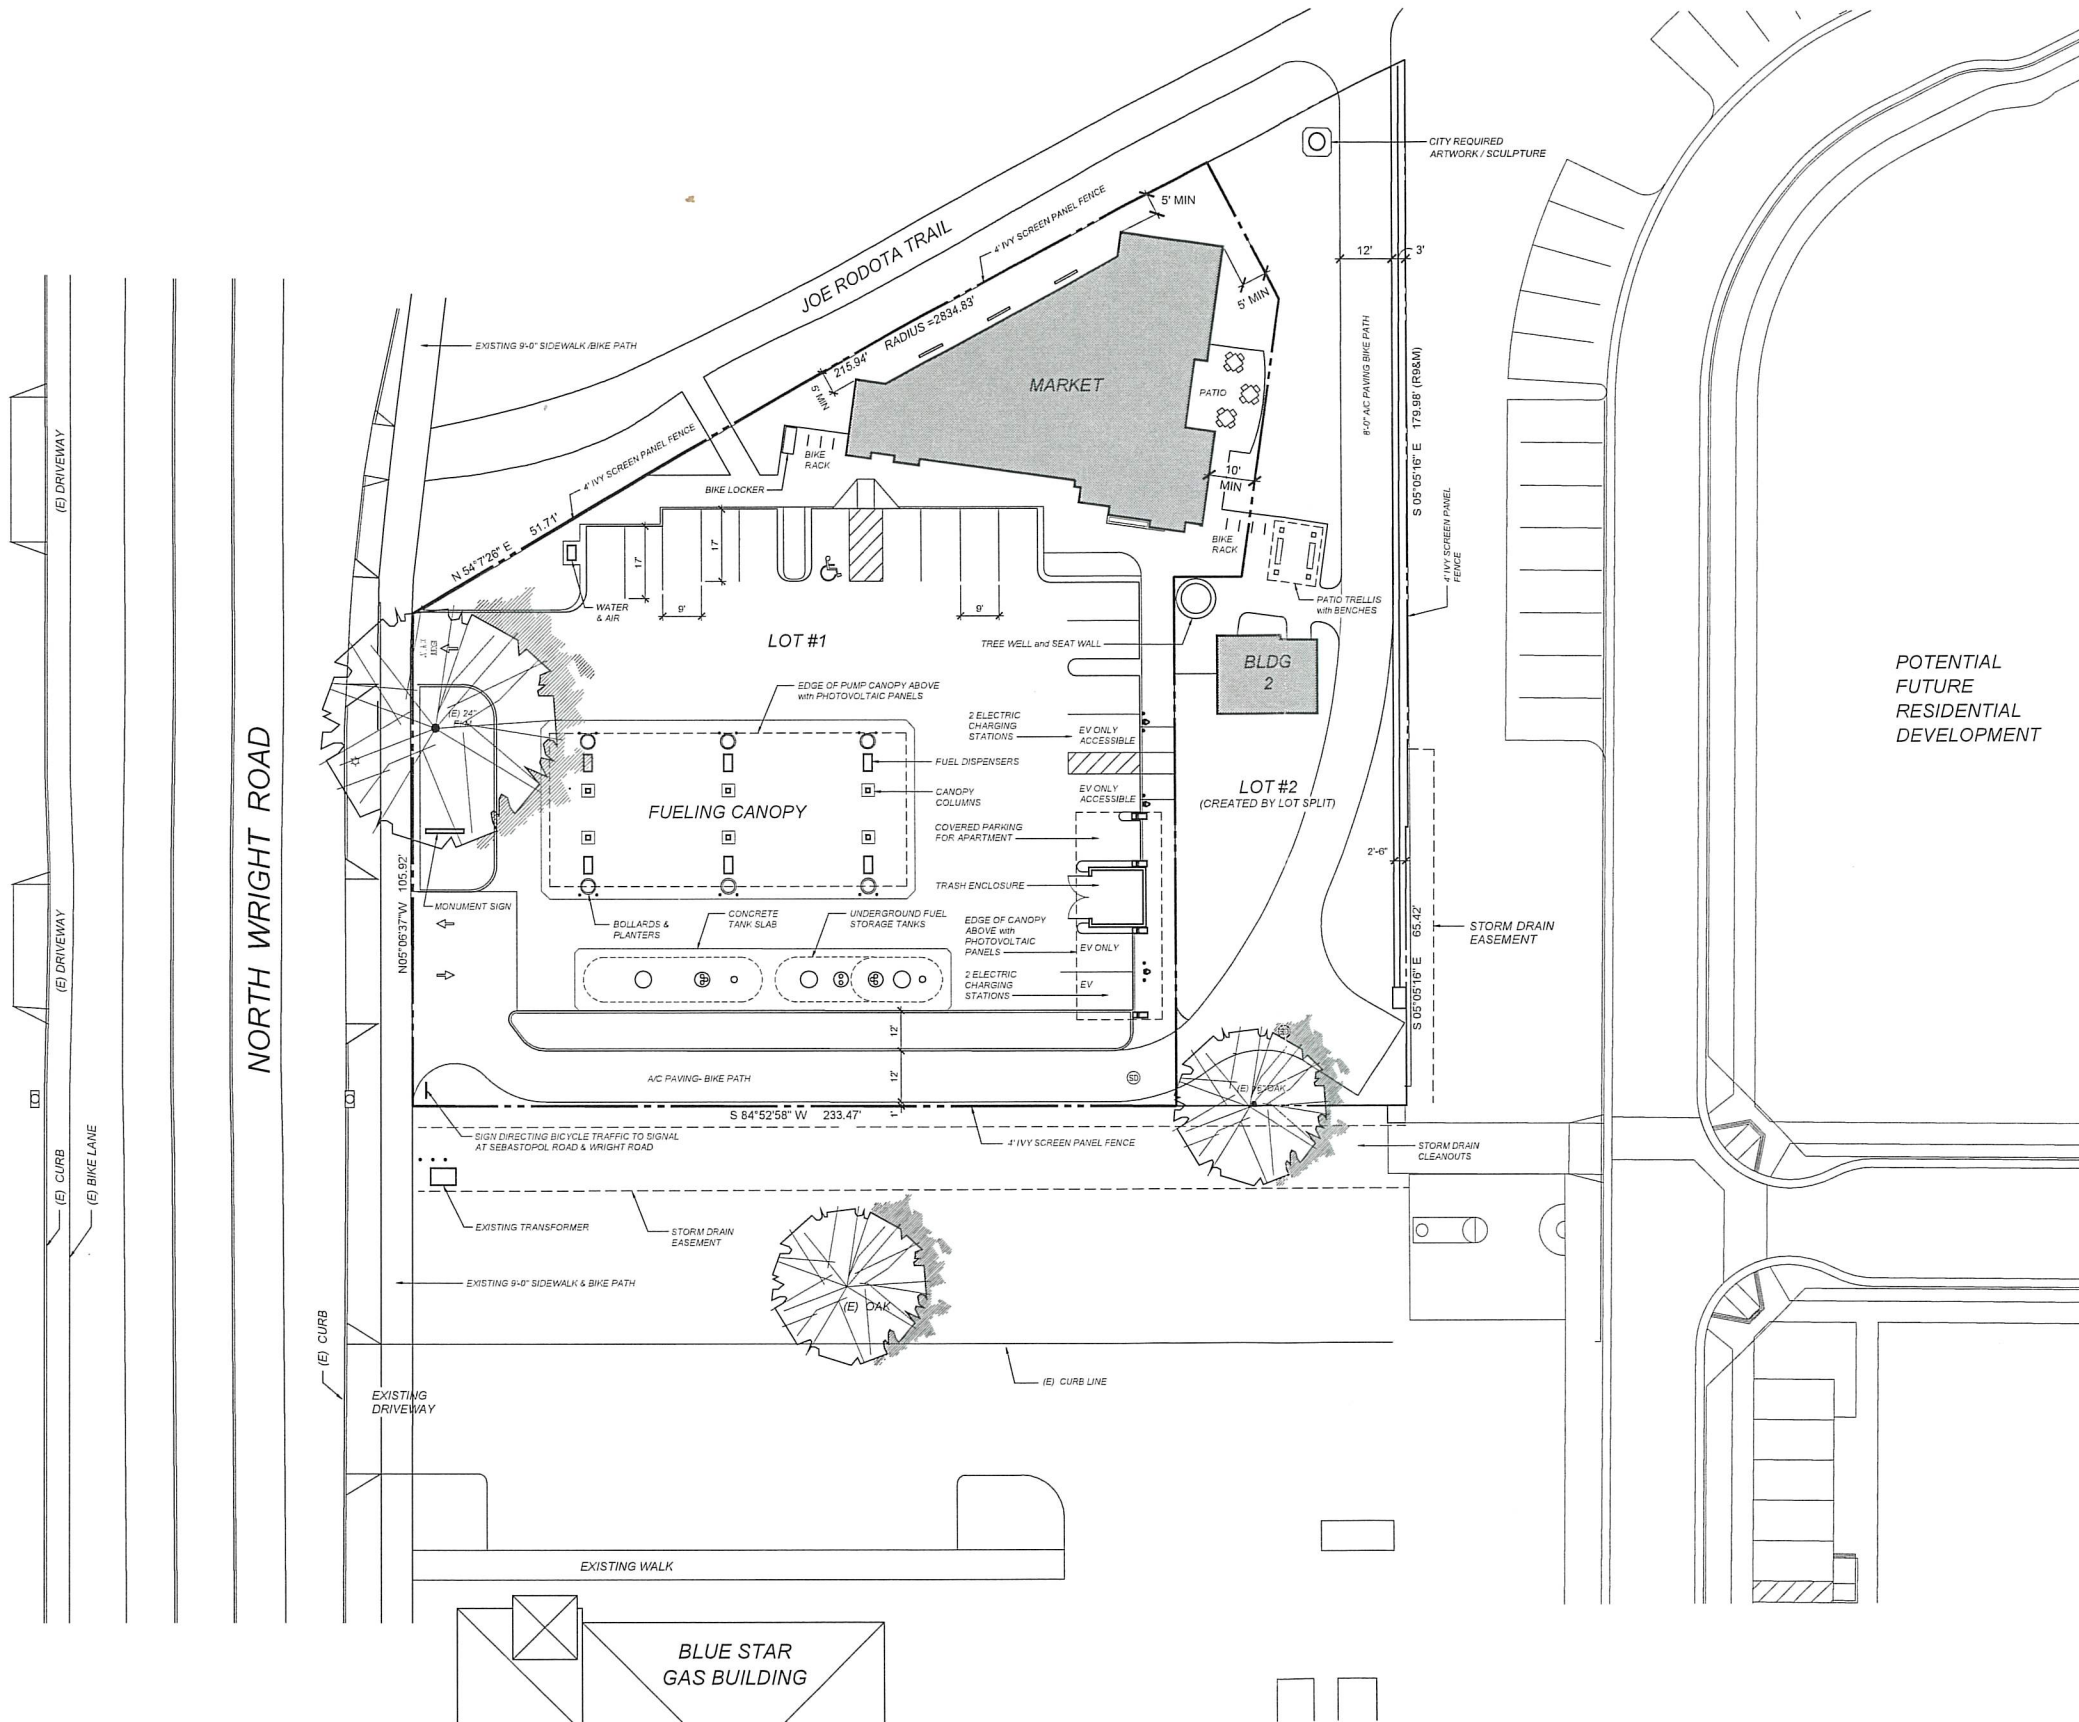 CITY REQUIRED
ARTWORK / SCULPTURE
5' MIN
4' IVY SCREEN PANEL FENCE
JOE RODOTA TRAIL
12'
3'
5' MIN
RADIUS =2834.83'
215.94'
5' MIN
EXISTING 9'-0" SIDEWALK /BIKE PATH
MARKET
PATIO
8'-0" A/C PAVING BIKE PATH
S 05°05'16" E 179.98' (R9&M)
(E) DRIVEWAY
4' IVY SCREEN PANEL FENCE
BIKE
RACK
BIKE LOCKER
10'
MIN
4' IVY SCREEN PANEL
FENCE
51.71'
N 54°7'26" E
17'
17'
BIKE
RACK
9'
9'
WATER
& AIR
PATIO TRELLIS
with BENCHES
LOT #1
TREE WELL and SEAT WALL
BLDG
2
POTENTIAL
FUTURE
RESIDENTIAL
DEVELOPMENT
EDGE OF PUMP CANOPY ABOVE
with PHOTOVOLTAIC PANELS
(E) 24"
2 ELECTRIC
CHARGING
STATIONS
EV ONLY
ACCESSIBLE
FUEL DISPENSERS
CANOPY
COLUMNS
EV ONLY
ACCESSIBLE
LOT #2
(CREATED BY LOT SPLIT)
FUELING CANOPY
COVERED PARKING
FOR APARTMENT
2'-6"
NORTH WRIGHT ROAD
N05°06'37"W 105.92'
TRASH ENCLOSURE
MONUMENT SIGN
BOLLARDS &
PLANTERS
CONCRETE
TANK SLAB
UNDERGROUND FUEL
STORAGE TANKS
EDGE OF CANOPY
ABOVE with
PHOTOVOLTAIC
PANELS
EV ONLY
S 05°05'16" E 65.42'
STORM DRAIN
EASEMENT
(E) DRIVEWAY
2 ELECTRIC
CHARGING
STATIONS
EV
12'
A/C PAVING- BIKE PATH
12'
SD
(E) 15" OAK
S 84°52'58" W 233.47'
1'
SIGN DIRECTING BICYCLE TRAFFIC TO SIGNAL
AT SEBASTOPOL ROAD & WRIGHT ROAD
4' IVY SCREEN PANEL FENCE
STORM DRAIN
CLEANOUTS
(E) CURB
(E) BIKE LANE
EXISTING TRANSFORMER
STORM DRAIN
EASEMENT
EXISTING 9'-0" SIDEWALK & BIKE PATH
(E) OAK
(E) CURB
(E) CURB LINE
EXISTING
DRIVEWAY
EXISTING WALK
BLUE STAR
GAS BUILDING